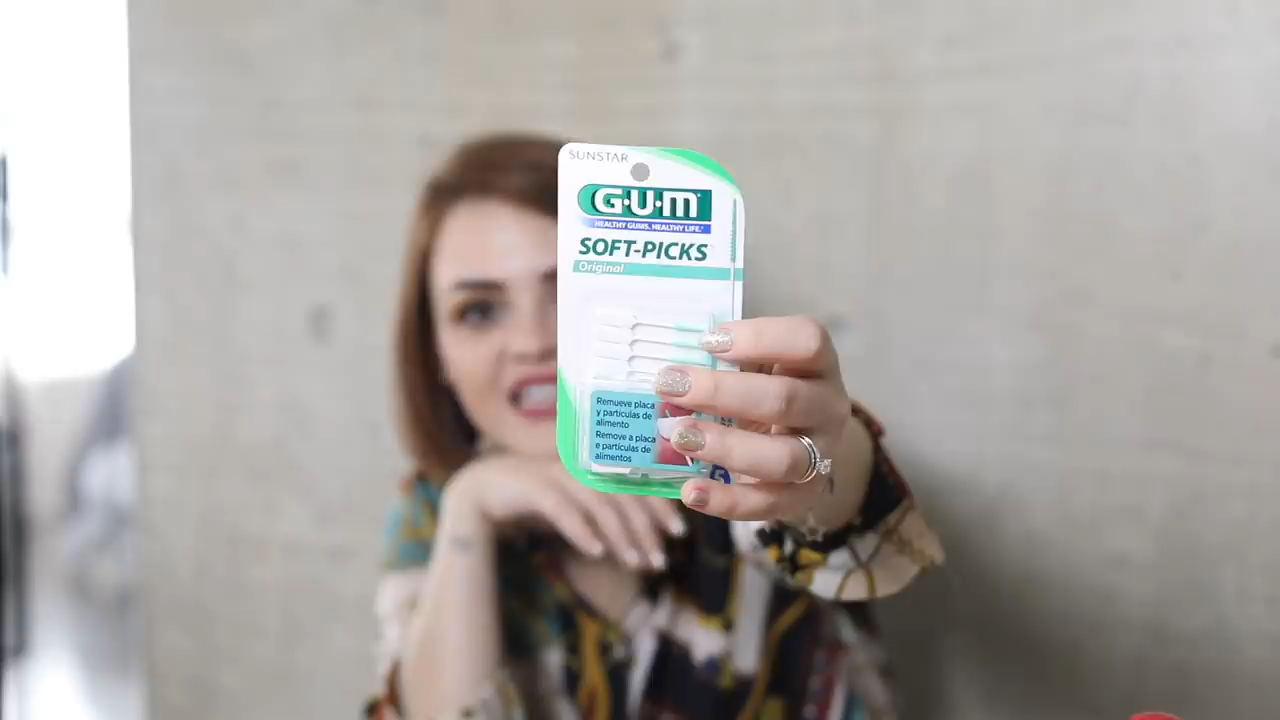 SUNSTAR
G·U·M
HEALTHY GUMS. HEALTHY LIFE.
SOFT-PICKS
Original
Remueve placa
y partículas de
alimento
Remove a placa
e partículas de
alimentos